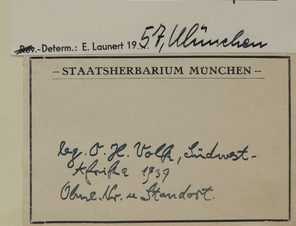 Rev.-Determ.: E. Launert 1957, München
– STAATSHERBARIUM MÜNCHEN –
Leg. O. H. Volk, Südwest-
Afrika 1939
Ohne Nr. u. Standort.